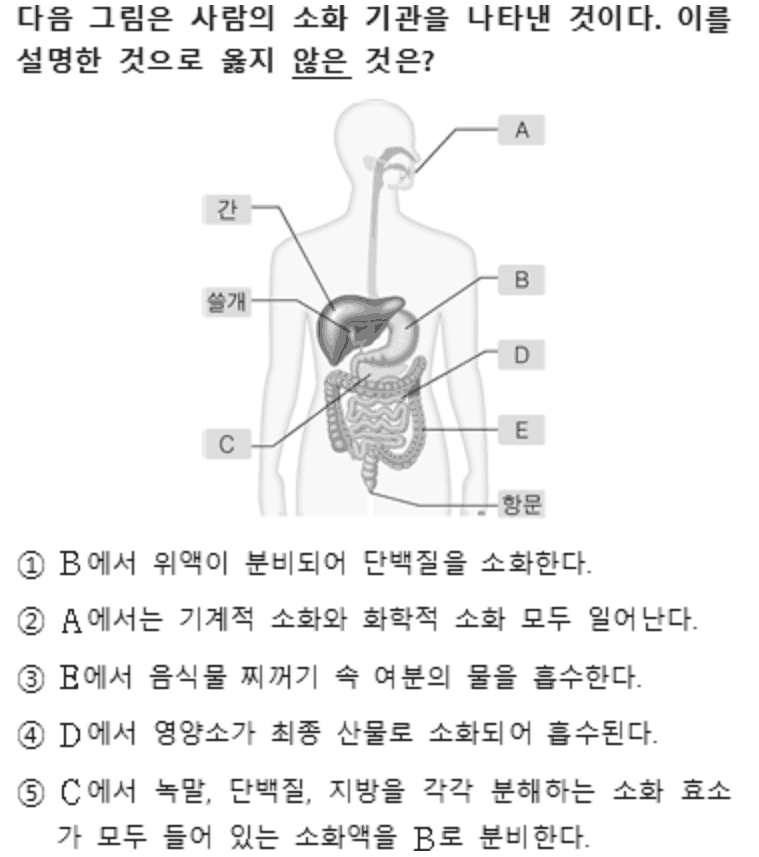 다음 그림은 사람의 소화 기관을 나타낸 것이다. 이를
설명한 것으로 옳지 않은 것은?
A
간
B
쓸개
D
E
C
항문
① B에서 위액이 분비되어 단백질을 소화한다.
② A에서는 기계적 소화와 화학적 소화 모두 일어난다.
③ E에서 음식물 찌꺼기 속 여분의 물을 흡수한다.
④ D에서 영양소가 최종 산물로 소화되어 흡수된다.
⑤ C에서 녹말, 단백질, 지방을 각각 분해하는 소화 효소
가 모두 들어 있는 소화액을 B로 분비한다.